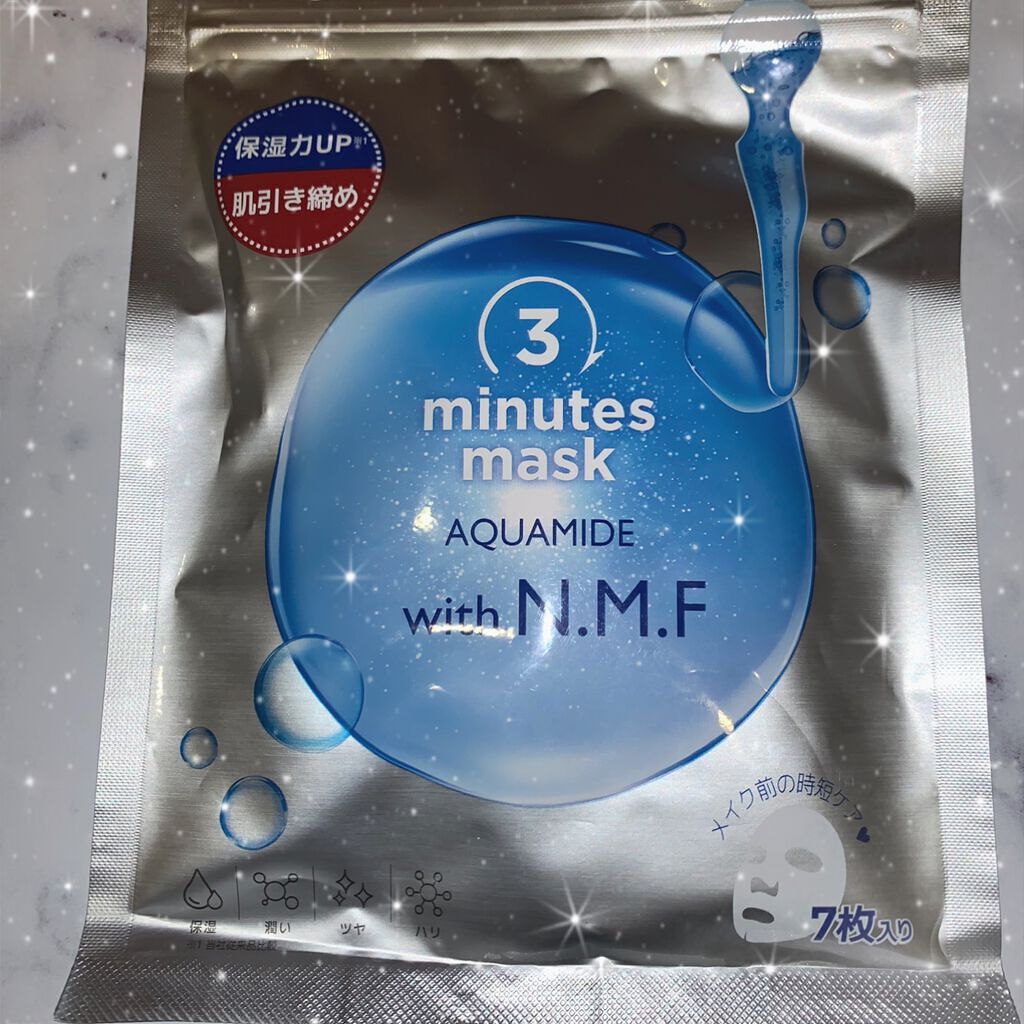 保湿力UP※1
肌引き締め
3
minutes
mask
AQUAMIDE
with N.M.F
メイク前の時短ケア♥
7枚入り
保湿
潤い
ツヤ
ハリ
※1 当社従来品比較